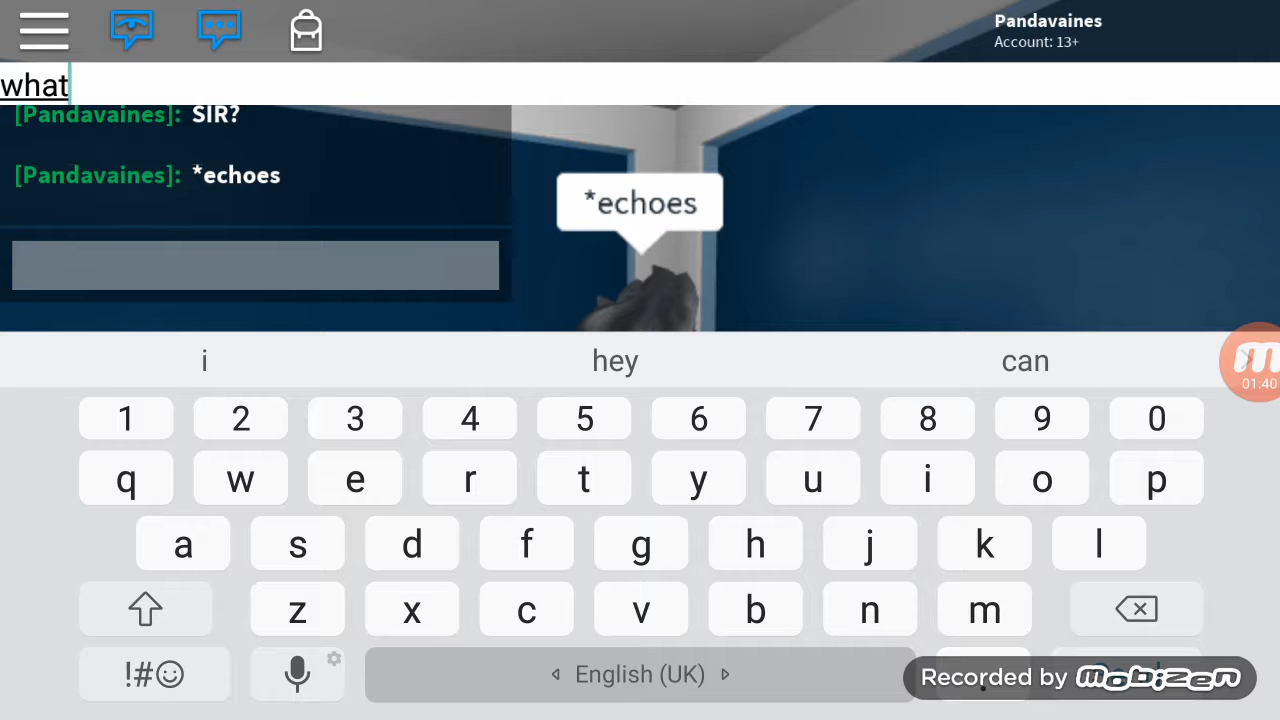 Pandavaines
Account: 13+
what
[Pandavaines]: SIR?
[Pandavaines]: *echoes
*echoes
i hey can
1 2 3 4 5 6 7 8 9 0
q w e r t y u i o p
a s d f g h j k l
z x c v b n m
!#☺ English (UK) .
01:40
Recorded by mobizen